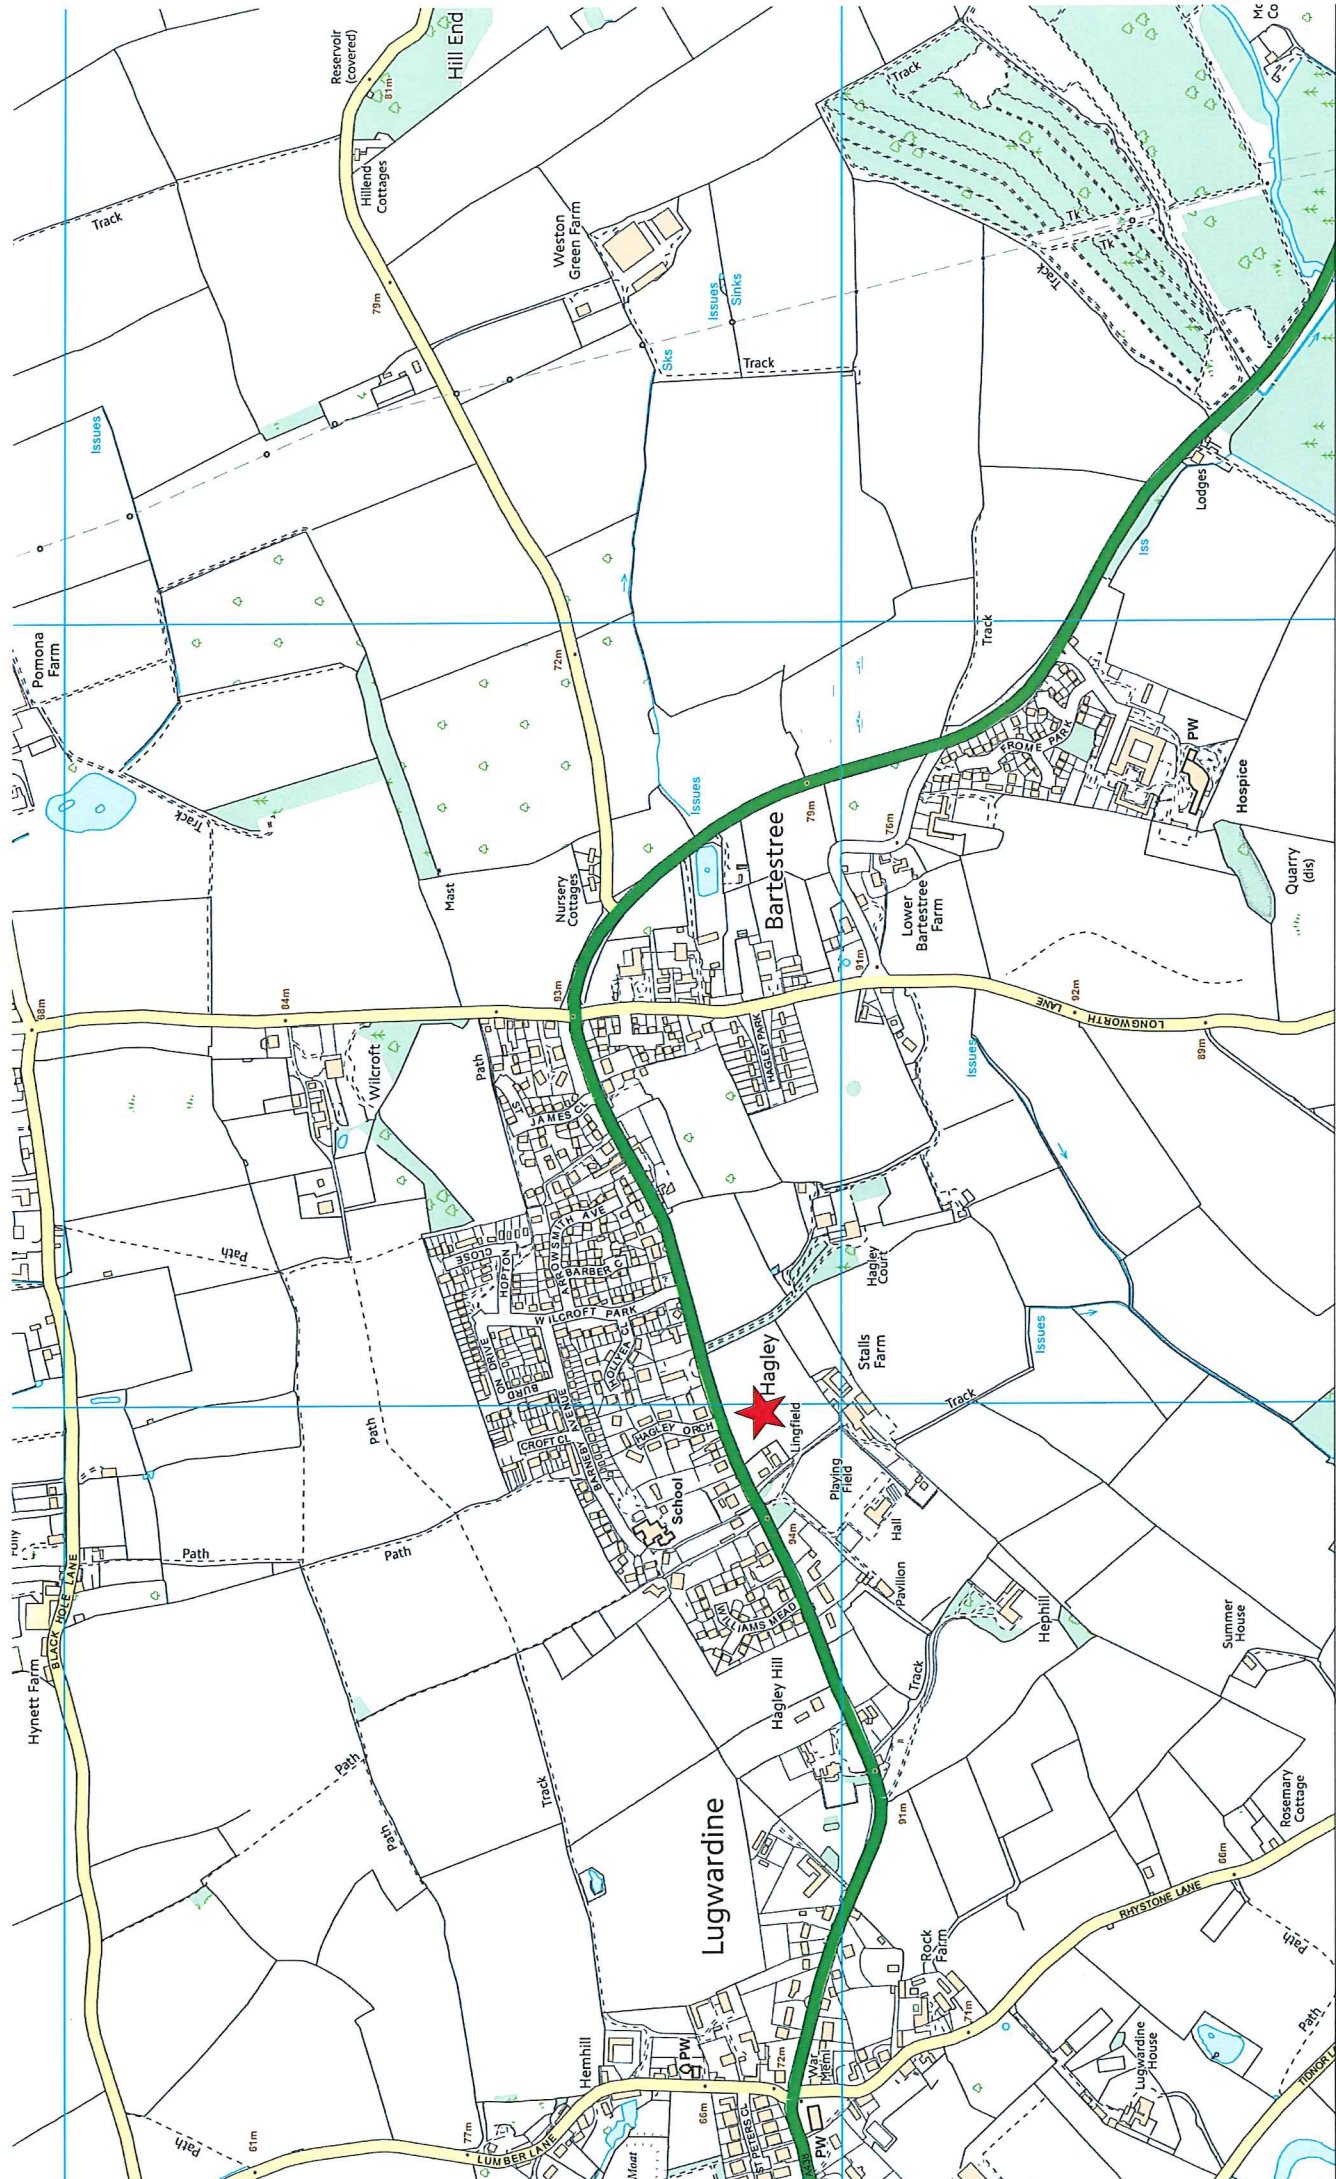 Reservoir
(covered)
81m
Hill End
Hillend
Cottages
Track
79m
Weston
Green Farm
Issues
Sinks
Sks
Track
Issues
Track
Tk
Tk
Track
Lodges
Iss
Pomona
Farm
72m
Track
Track
Mast
Nursery
Cottages
Issues
Bartestree
79m
76m
FROME PARK
PW
Hospice
Quarry
(dis)
Lower
Bartestree
Farm
91m
92m
LONGWORTH LANE
89m
68m
84m
93m
Wilcroft
Path
ST JAMES CL
HAGLEY PARK
Issues
Path
HOPTON CLOSE
ARROWSMITH AVE
BARBER CL
WILCROFT PARK
HOLLYEA CL
BURDON DRIVE
BARNEBY AVENUE
CROFT CL
HAGLEY ORCH
Hagley
Court
Hagley
Stalls
Farm
Issues
Track
Lingfield
School
Playing
Field
Hall
94m
Pavilion
Path
Path
Path
BLACK HOLE LANE
Hynett Farm
WILLIAMS MEAD
Hagley Hill
Track
Hephill
Summer
House
Path
Path
Track
Lugwardine
91m
Rosemary
Cottage
66m
RHYSTONE LANE
Path
Rock
Farm
71m
Hemhill
PW
72m
War
Meml
66m
ST PETERS CL
PW
A438
Lugwardine
House
Path
77m
LUMBER LANE
Moat
61m
Path